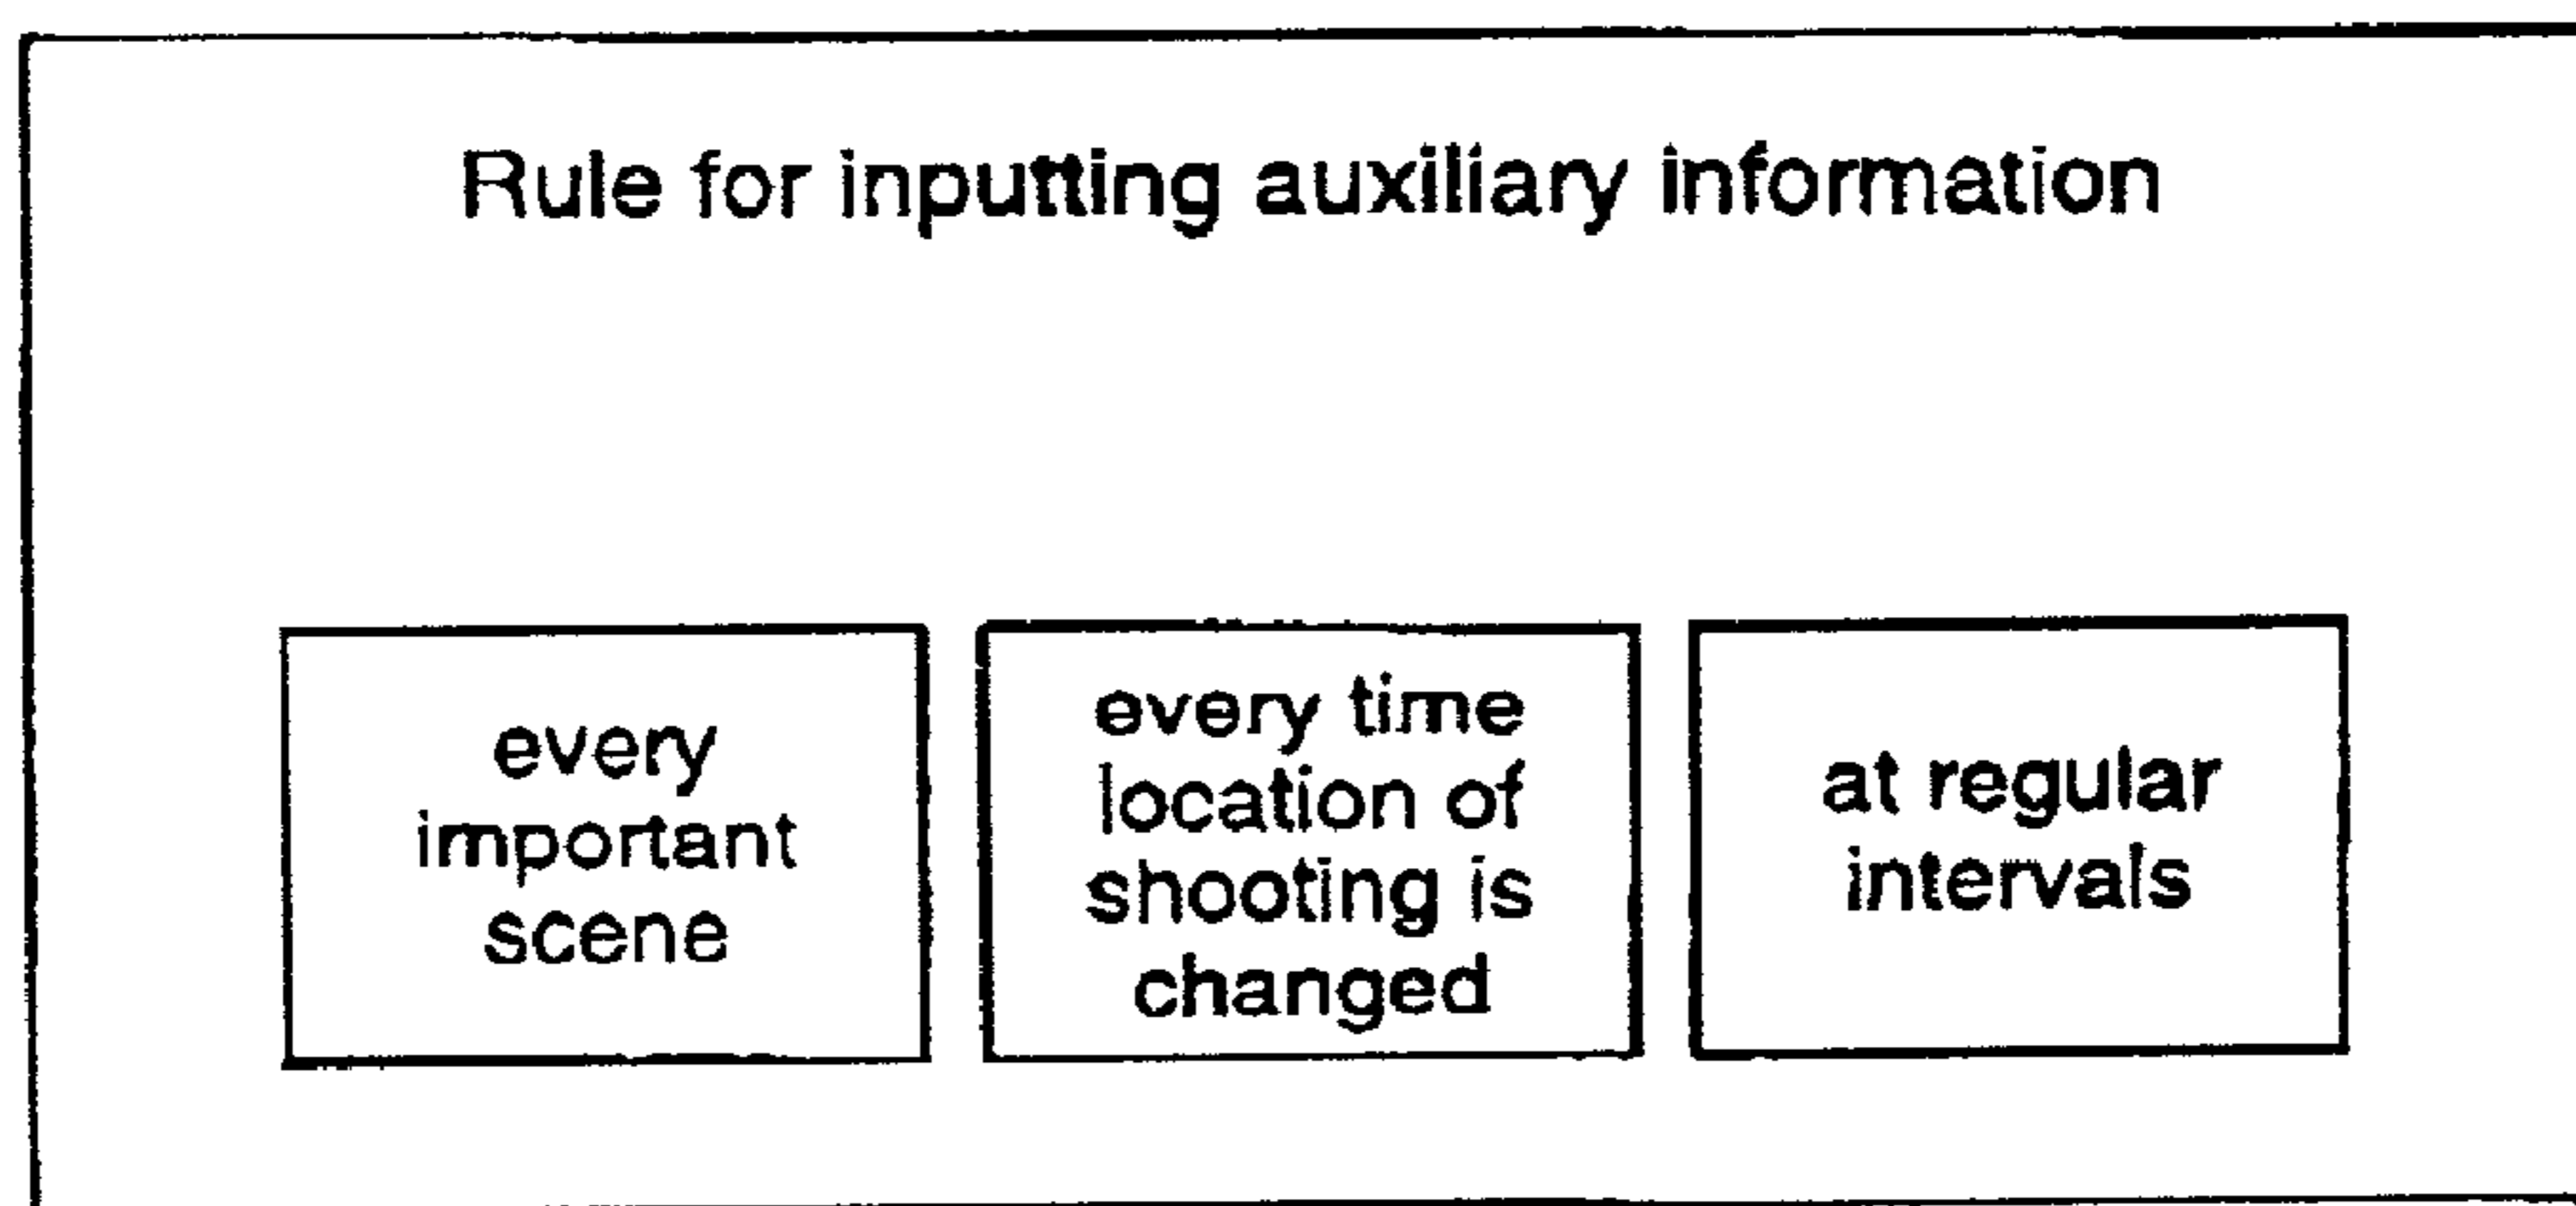 Rule for inputting auxiliary information
every
important
scene
every time
location of
shooting is
changed
at regular
intervals